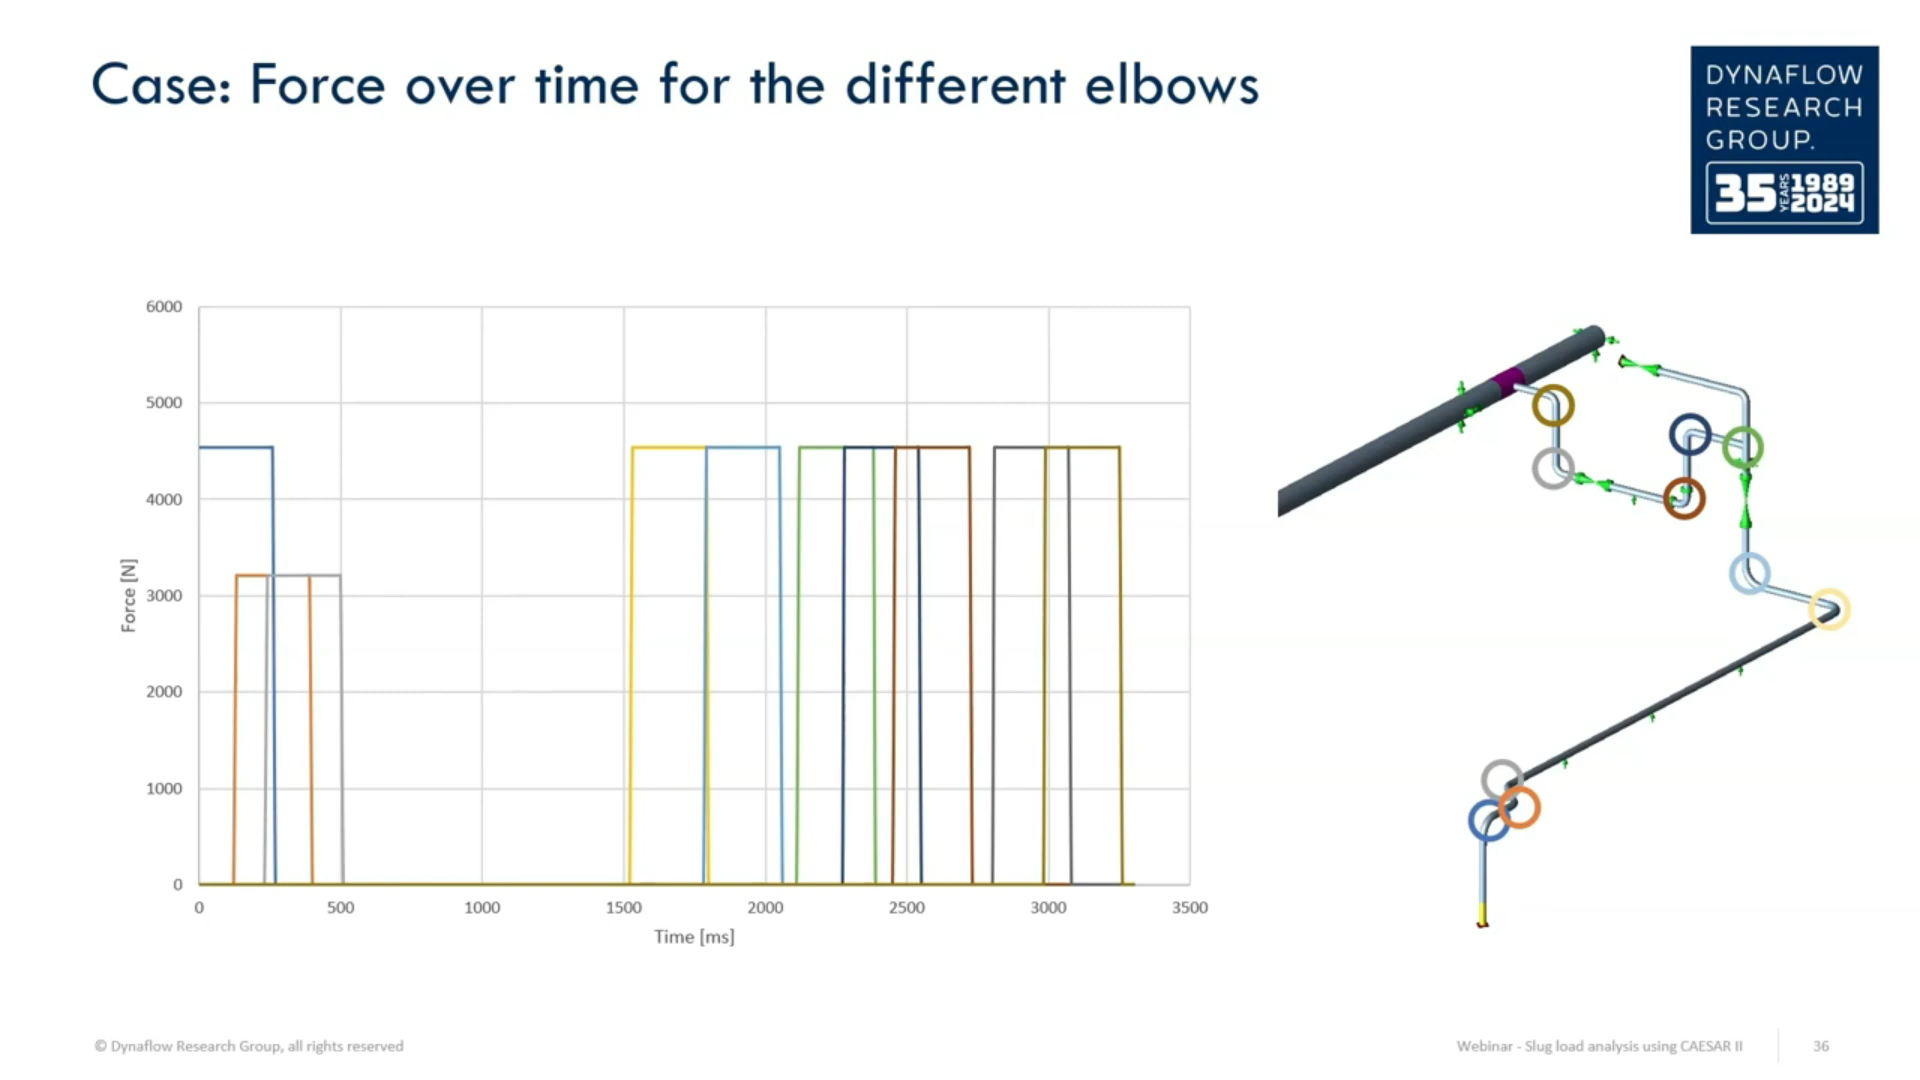 Case: Force over time for the different elbows
DYNAFLOW
RESEARCH
GROUP.
35 YEARS 1989
2024
6000
5000
4000
3000
2000
1000
0
Force [N]
0 500 1000 1500 2000 2500 3000 3500
Time [ms]
© Dynaflow Research Group, all rights reserved
Webinar - Slug load analysis using CAESAR II 36